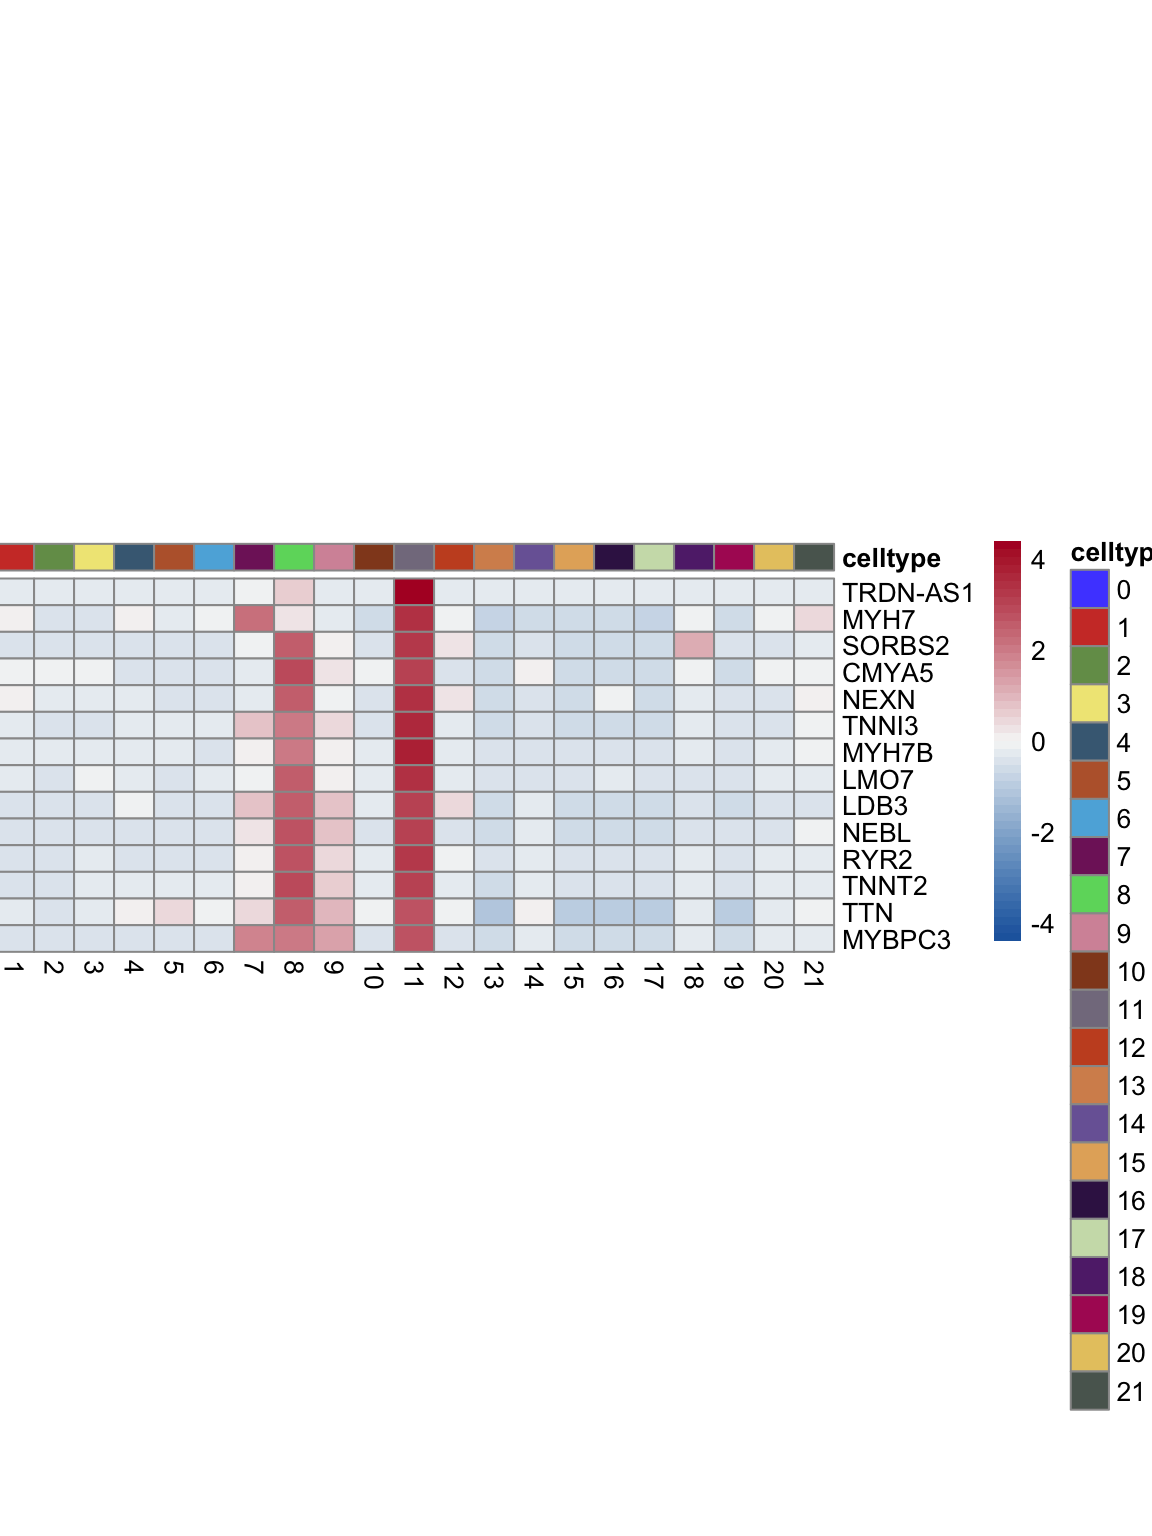 celltype
TRDN-AS1
MYH7
SORBS2
CMYA5
NEXN
TNNI3
MYH7B
LMO7
LDB3
NEBL
RYR2
TNNT2
TTN
MYBPC3
1 2 3 4 5 6 7 8 9 10 11 12 13 14 15 16 17 18 19 20 21
4
2
0
-2
-4
celltyp
0
1
2
3
4
5
6
7
8
9
10
11
12
13
14
15
16
17
18
19
20
21